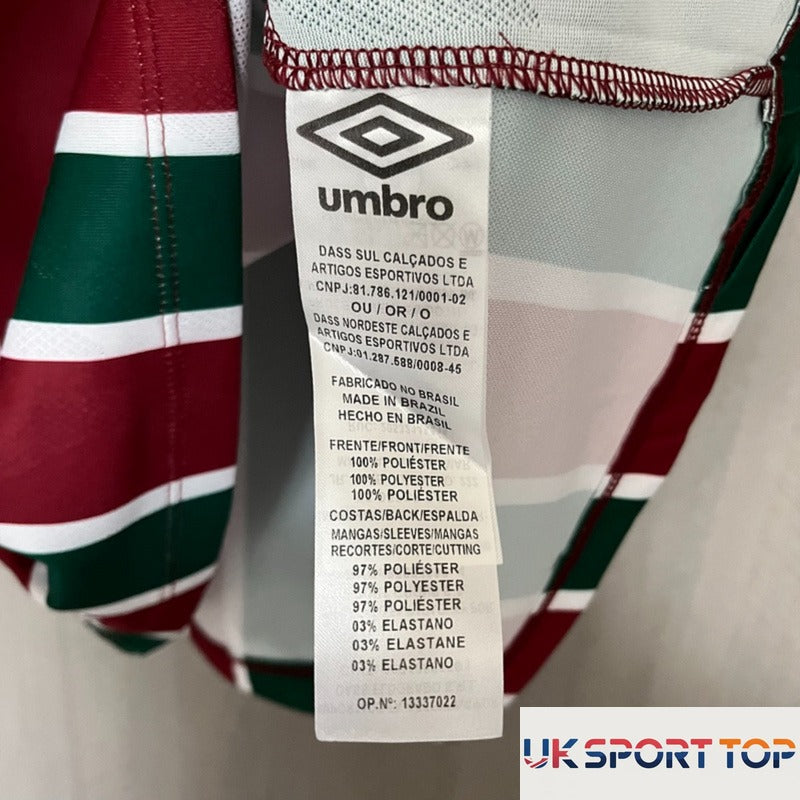 umbro
DASS SUL CALÇADOS E
ARTIGOS ESPORTIVOS LTDA
CNPJ:81.786.121/0001-02
OU / OR / O
DASS NORDESTE CALÇADOS E
ARTIGOS ESPORTIVOS LTDA
CNPJ:01.287.588/0008-45
FABRICADO NO BRASIL
MADE IN BRAZIL
HECHO EN BRASIL
FRENTE/FRONT/FRENTE
100% POLIÉSTER
100% POLYESTER
100% POLIÉSTER
COSTAS/BACK/ESPALDA
MANGAS/SLEEVES/MANGAS
RECORTES/CORTE/CUTTING
97% POLIÉSTER
97% POLYESTER
97% POLIÉSTER
03% ELASTANO
03% ELASTANE
03% ELASTANO
OP.Nº: 13337022
UK SPORT TOP